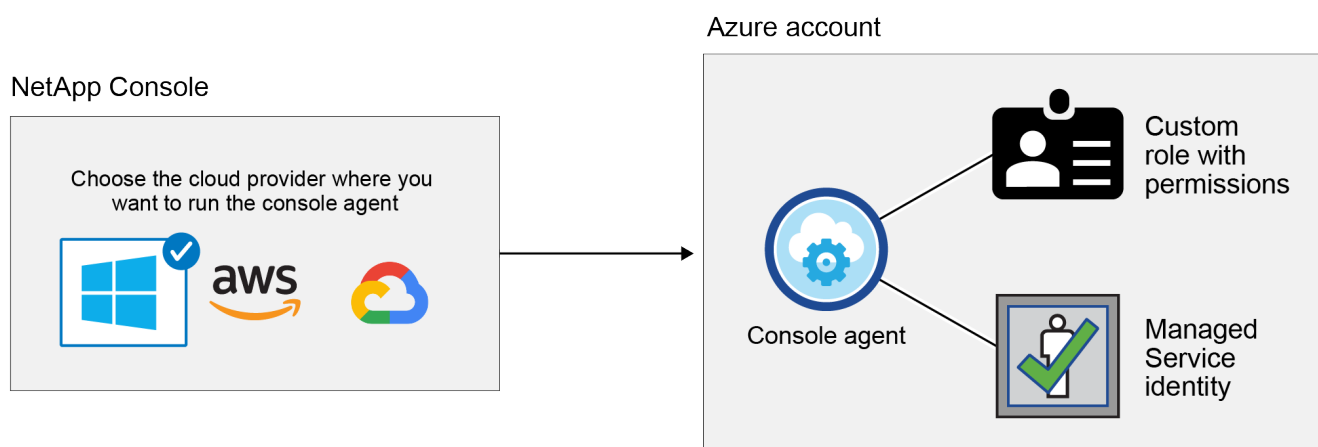 Azure account
NetApp Console
Choose the cloud provider where you
want to run the console agent
aws
Console agent
Custom
role with
permissions
Managed
Service
identity